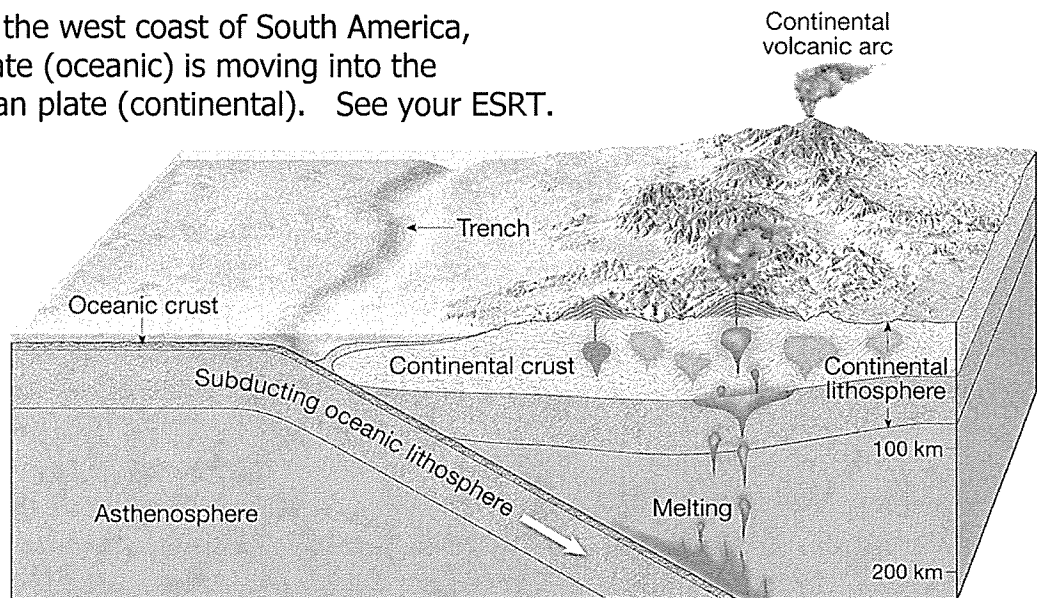 the west coast of South America,
ate (oceanic) is moving into the
an plate (continental). See your ESRT.
Continental
volcanic arc
Trench
Oceanic crust
Continental crust
Continental
lithosphere
Subducting oceanic lithosphere
100 km
Asthenosphere
Melting
200 km